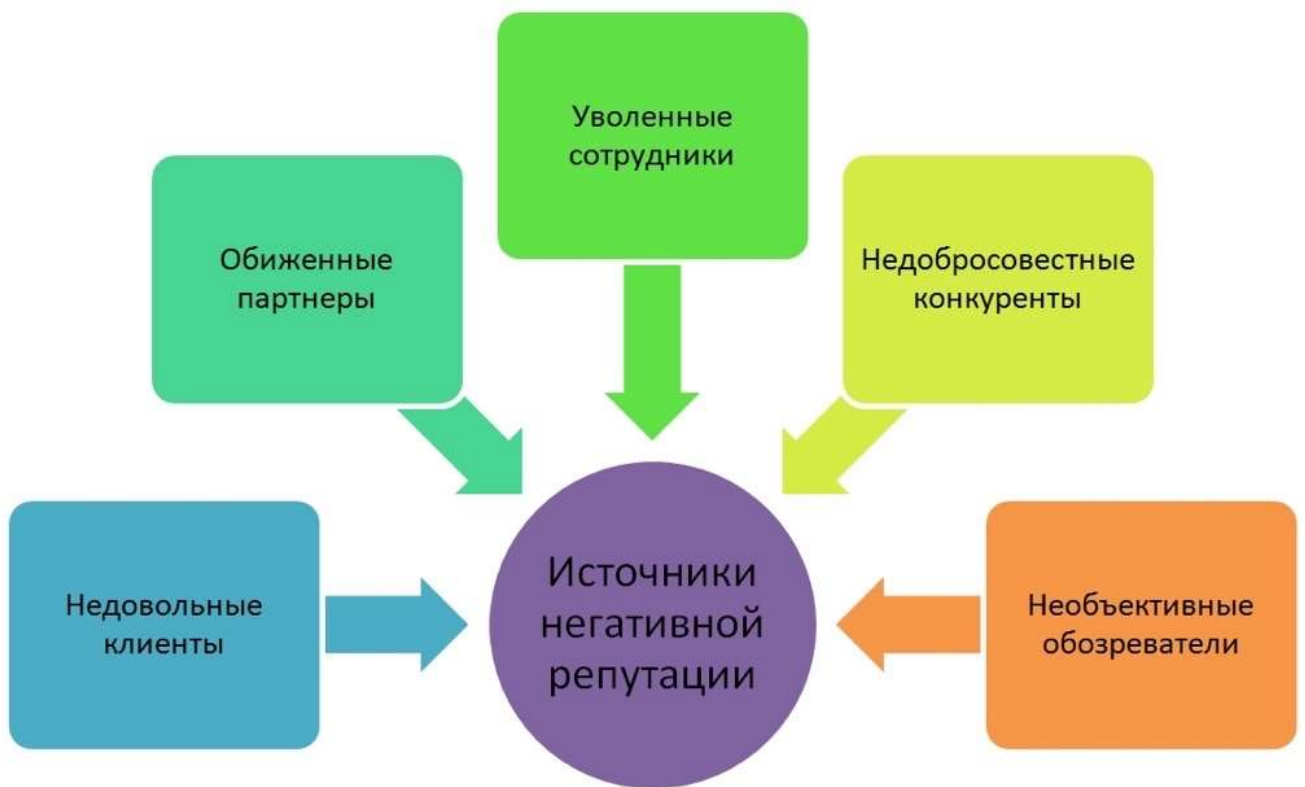 Уволенные
сотрудники
Обиженные
партнеры
Недобросовестные
конкуренты
Недовольные
клиенты
Источники
негативной
репутации
Необъективные
обозреватели